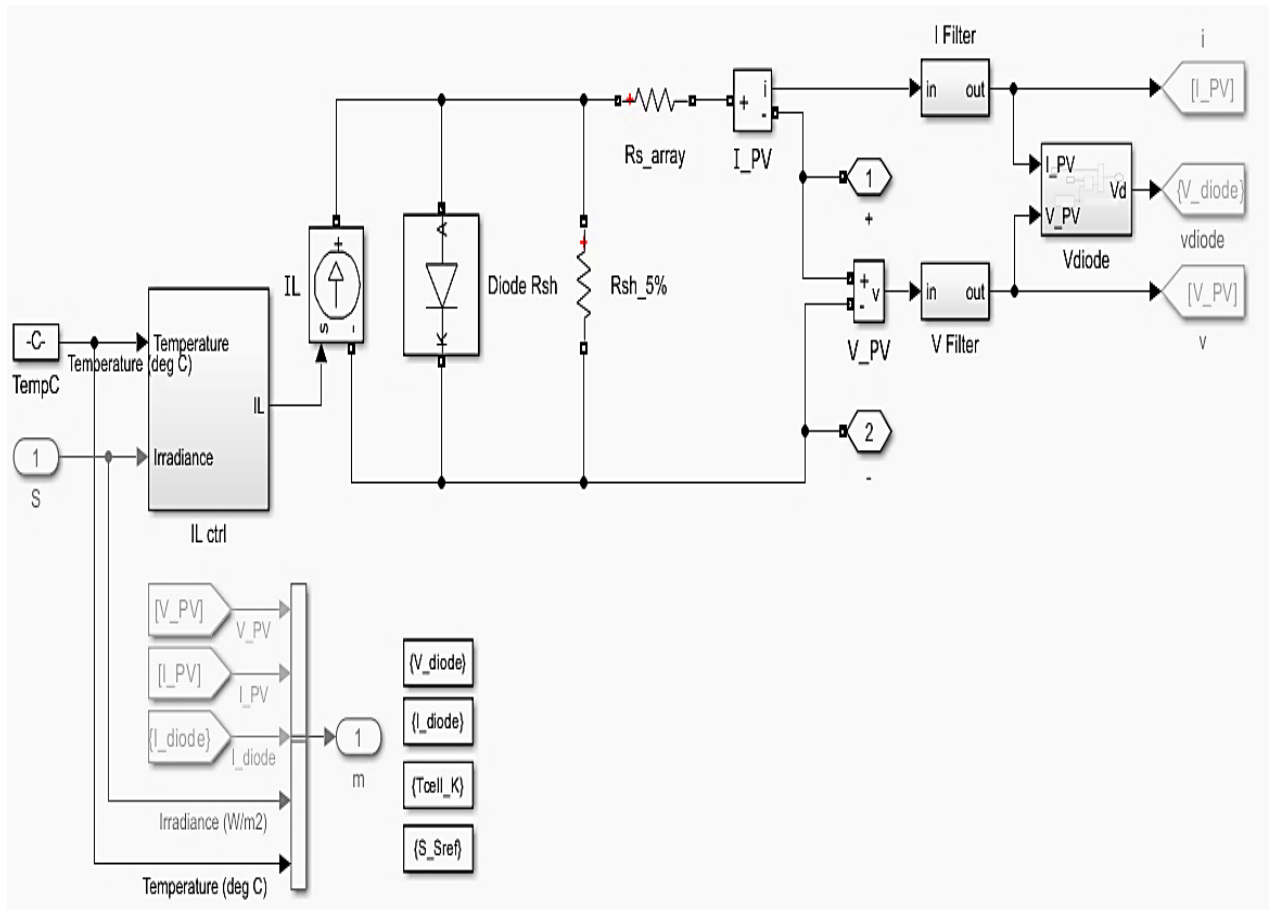 I Filter
i
in
out
[I_PV]
+
i
-
Rs_array
I_PV
I_PV
V_PV
Vd
{V_diode}
vdiode
Vdiode
1
+
+
-
v
in
out
[V_PV]
V_PV
V Filter
v
IL
+
s
-
A
K
Diode Rsh
+
+
Rsh_5%
-C-
TempC
Temperature (deg C)
Temperature
IL
Irradiance
1
S
IL ctrl
2
-
[V_PV]
V_PV
[I_PV]
I_PV
{I_diode}
I_diode
Irradiance (W/m2)
Temperature (deg C)
1
m
{V_diode}
{I_diode}
{Tcell_K}
{S_Sref}